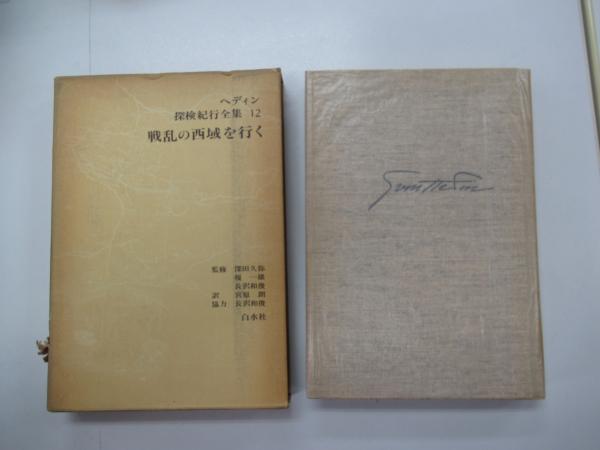 ヘディン
探検紀行全集 12
戦乱の西域を行く
監修 深田久弥
榎 一雄
長沢和俊
訳 宮原 朗
協力 長沢和俊
白水社
Sven Hedin